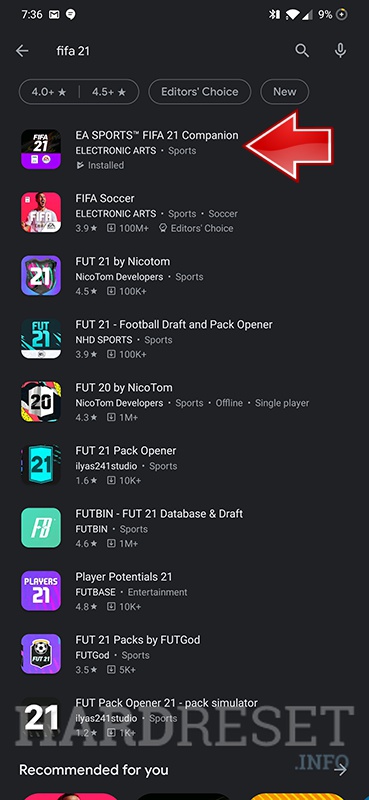 7:36 9%
fifa 21
4.0+ ★ 4.5+ ★ Editors' Choice New
FIFA 21
EA SPORTS™ FIFA 21 Companion
ELECTRONIC ARTS • Sports
Installed
FIFA
FIFA Soccer
ELECTRONIC ARTS • Sports • Soccer
3.9 ★ 100M+ Editors' Choice
21
FUT 21 by Nicotom
NicoTom Developers • Sports
4.5 ★ 100K+
FUT 21
FUT 21 - Football Draft and Pack Opener
NHD SPORTS • Sports
3.9 ★ 100K+
20
FUT 20 by NicoTom
NicoTom Developers • Sports • Offline • Single player
4.3 ★ 1M+
21
FUT 21 Pack Opener
ilyas241studio • Sports
1.6 ★ 10K+
FB
FUTBIN - FUT 21 Database & Draft
FUTBIN • Sports
4.6 ★ 1M+
PLAYERS 21
Player Potentials 21
FUTBASE • Entertainment
4.8 ★ 10K+
FUT 21
FUT 21 Packs by FUTGod
FUTGod • Sports
3.5 ★ 5K+
21
FUT Pack Opener 21 - pack simulator
ilyas241studio • Sports
1.2 ★ 1K+
HARDRESET
.INFO
Recommended for you